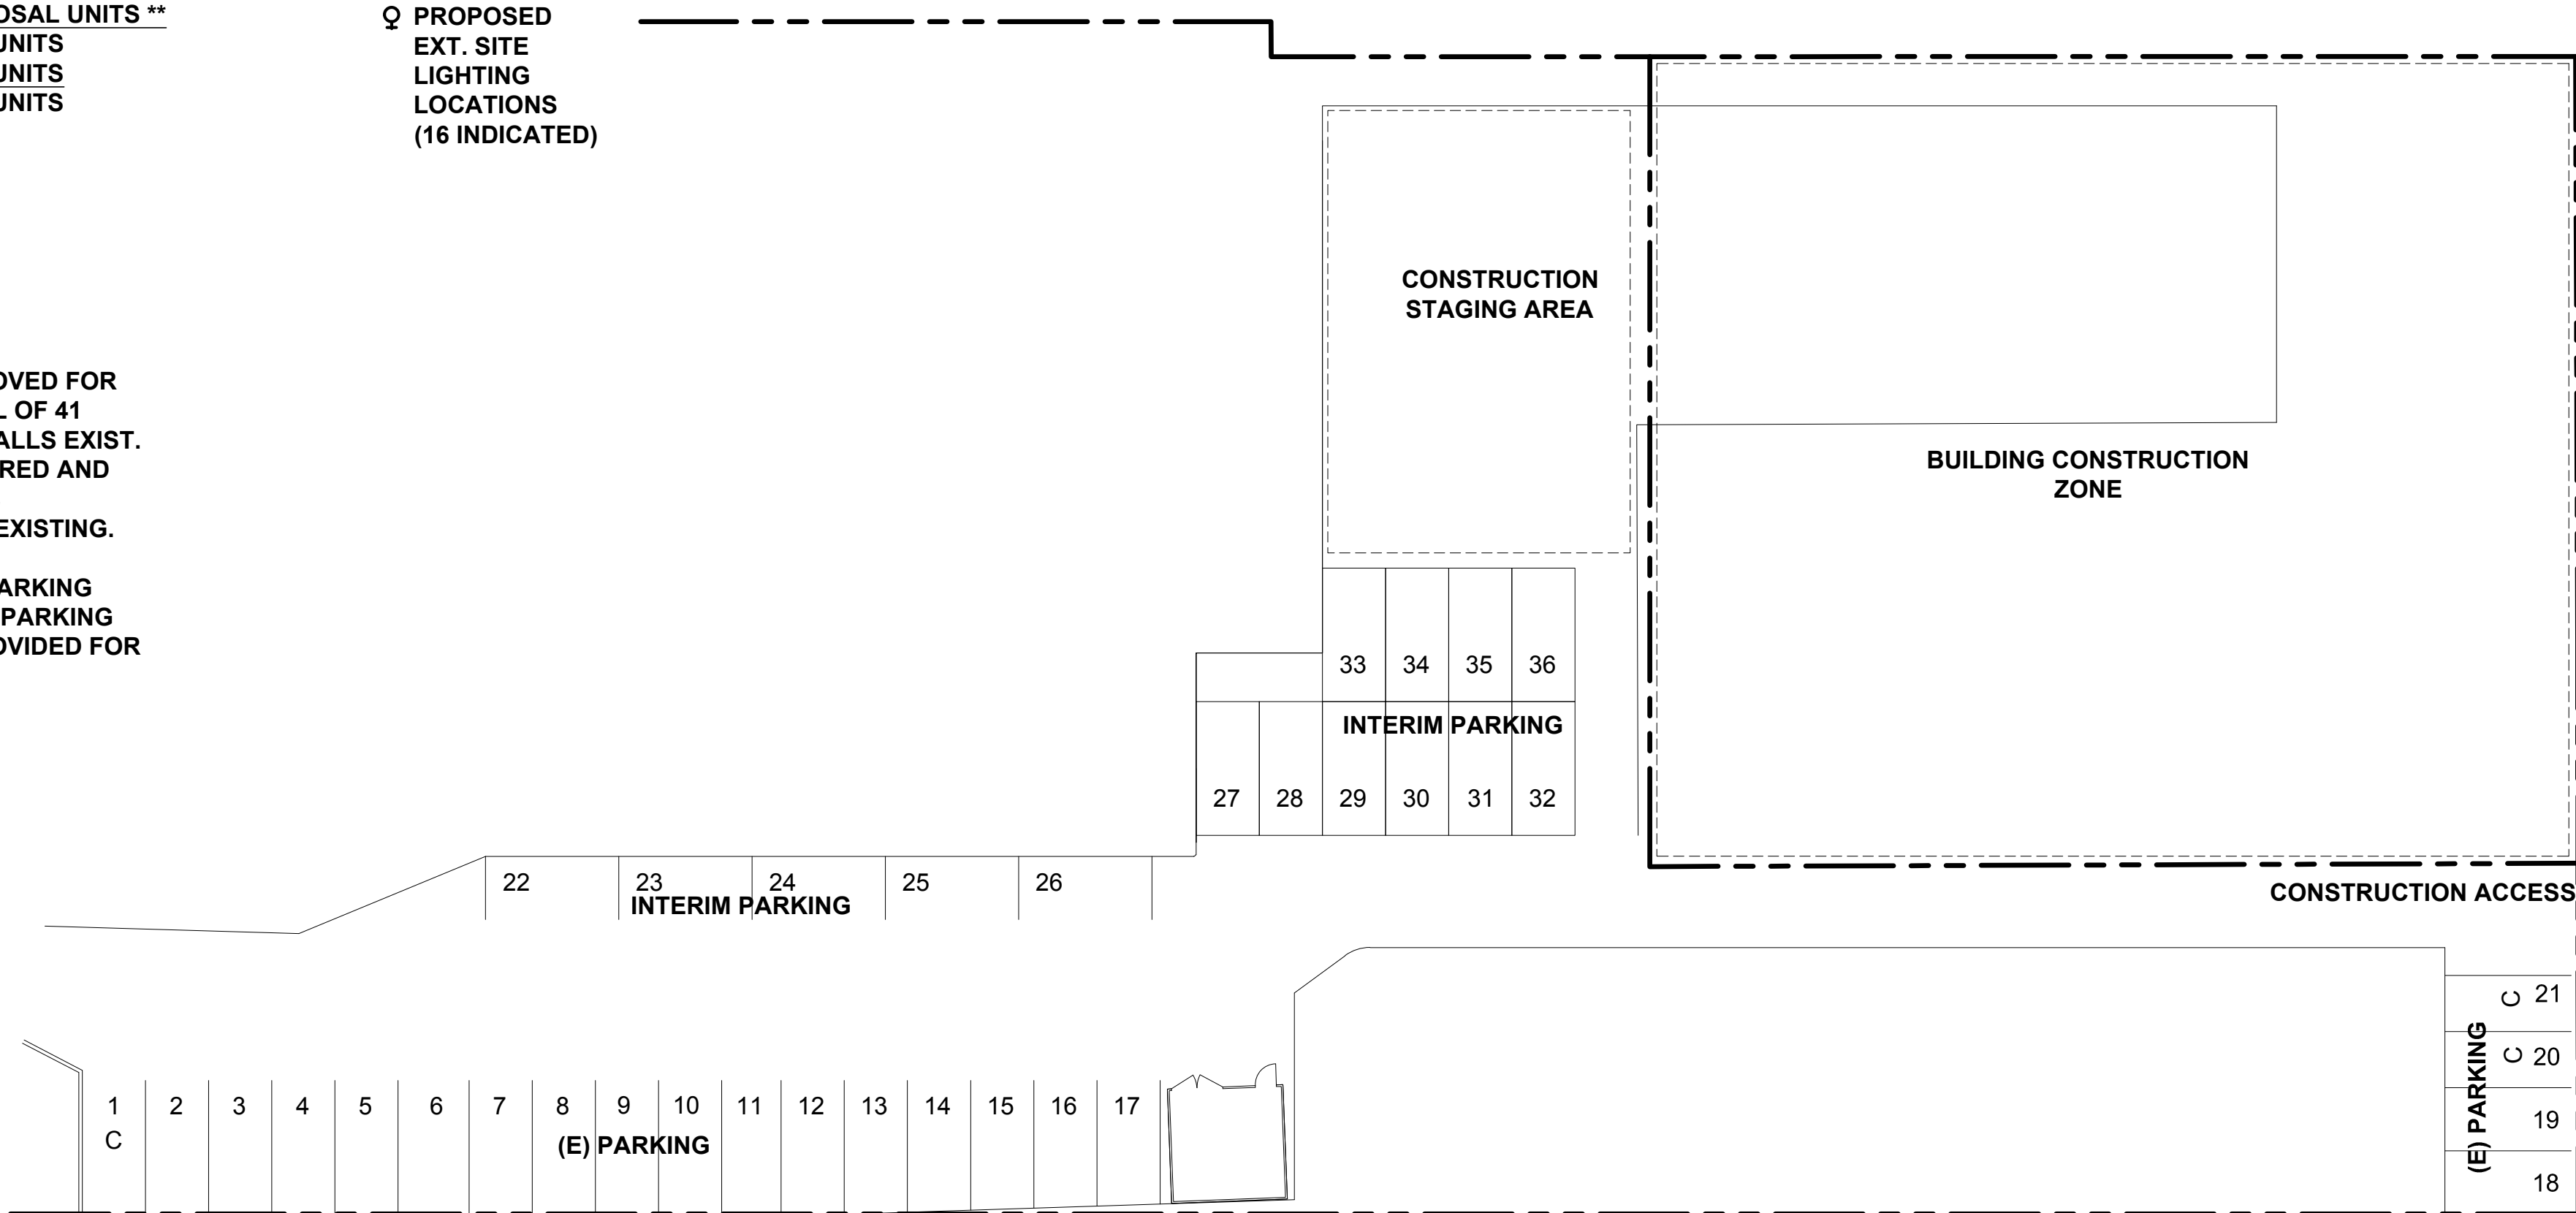 OSAL UNITS **
UNITS
UNITS
UNITS
PROPOSED
EXT. SITE
LIGHTING
LOCATIONS
(16 INDICATED)
OVED FOR
L OF 41
ALLS EXIST.
RED AND
EXISTING.
ARKING
PARKING
OVIDED FOR
CONSTRUCTION
STAGING AREA
BUILDING CONSTRUCTION
ZONE
33 34 35 36
INTERIM PARKING
27 28 29 30 31 32
22 23 24 25 26
INTERIM PARKING
CONSTRUCTION ACCESS
1 2 3 4 5 6 7 8 9 10 11 12 13 14 15 16 17
C
(E) PARKING
C 21
C 20
19
18
(E) PARKING